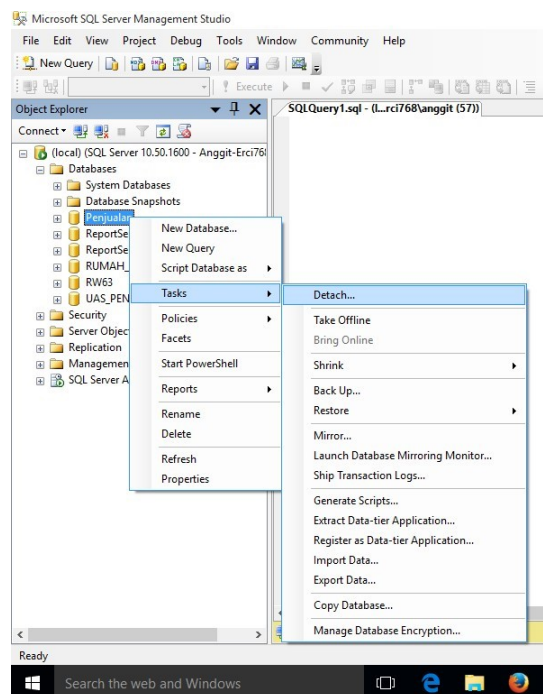 Microsoft SQL Server Management Studio
File Edit View Project Debug Tools Window Community Help
New Query
Execute
Object Explorer
SQLQuery1.sql - (l...rci768\anggit (57))
Connect
(local) (SQL Server 10.50.1600 - Anggit-Erci76
Databases
System Databases
Database Snapshots
Penjualan
ReportSe
ReportSe
RUMAH_
RW63
UAS_PEN
Security
Server Objec
Replication
Managemen
SQL Server A
New Database...
New Query
Script Database as
Tasks
Policies
Facets
Start PowerShell
Reports
Rename
Delete
Refresh
Properties
Detach...
Take Offline
Bring Online
Shrink
Back Up...
Restore
Mirror...
Launch Database Mirroring Monitor...
Ship Transaction Logs...
Generate Scripts...
Extract Data-tier Application...
Register as Data-tier Application...
Import Data...
Export Data...
Copy Database...
Manage Database Encryption...
Ready
Search the web and Windows